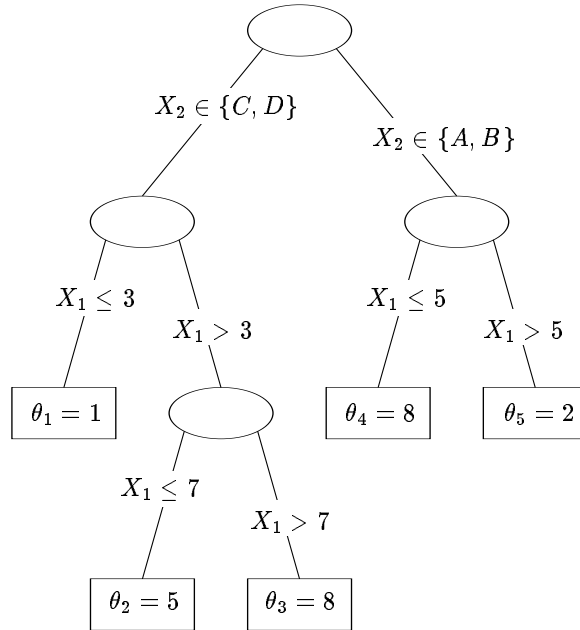 X₂ ∈ {C, D}
X₂ ∈ {A, B}
X₁ ≤ 3
X₁ > 3
X₁ ≤ 5
X₁ > 5
θ₁ = 1
θ₄ = 8
θ₅ = 2
X₁ ≤ 7
X₁ > 7
θ₂ = 5
θ₃ = 8